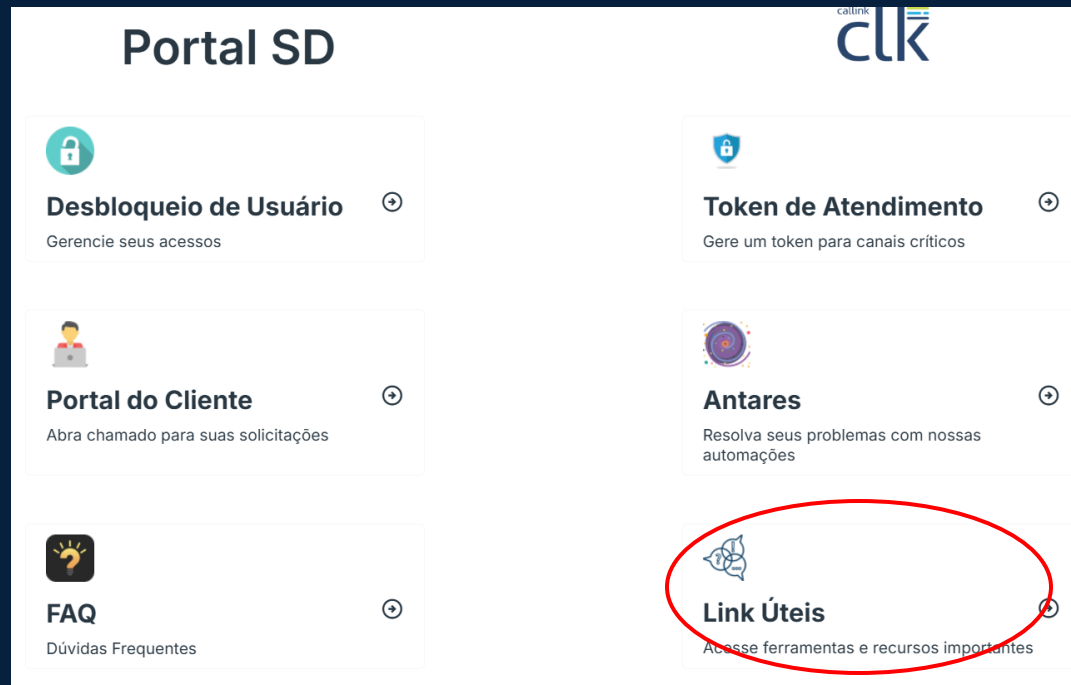 Portal SD
callink
clk
Desbloqueio de Usuário
Gerencie seus acessos
Token de Atendimento
Gere um token para canais críticos
Portal do Cliente
Abra chamado para suas solicitações
Antares
Resolva seus problemas com nossas
automações
FAQ
Dúvidas Frequentes
Link Úteis
Acesse ferramentas e recursos importantes